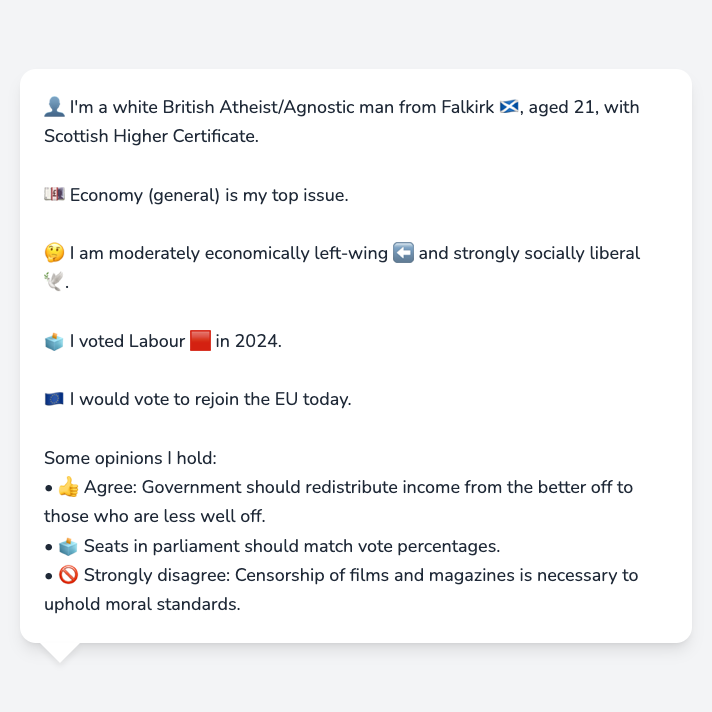 👤 I'm a white British Atheist/Agnostic man from Falkirk 🏴󠁧󠁢󠁳󠁣󠁴󠁿, aged 21, with
Scottish Higher Certificate.
💷 Economy (general) is my top issue.
🤔 I am moderately economically left-wing ⬅️ and strongly socially liberal
🕊️.
🗳️ I voted Labour 🟥 in 2024.
🇪🇺 I would vote to rejoin the EU today.
Some opinions I hold:
• 👍 Agree: Government should redistribute income from the better off to
those who are less well off.
• 🗳️ Seats in parliament should match vote percentages.
• 🚫 Strongly disagree: Censorship of films and magazines is necessary to
uphold moral standards.